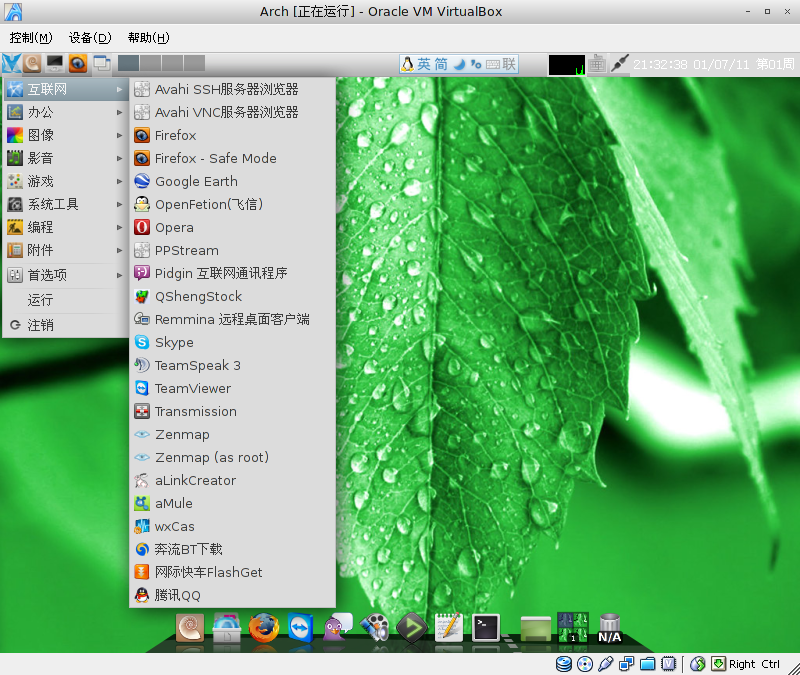 Arch [正在运行] - Oracle VM VirtualBox
控制(M) 设备(D) 帮助(H)
英 简 联
21:32:38 01/07/11 第01周
互联网
办公
图像
影音
游戏
系统工具
编程
附件
首选项
运行
注销
Avahi SSH服务器浏览器
Avahi VNC服务器浏览器
Firefox
Firefox - Safe Mode
Google Earth
OpenFetion(飞信)
Opera
PPStream
Pidgin 互联网通讯程序
QShengStock
Remmina 远程桌面客户端
Skype
TeamSpeak 3
TeamViewer
Transmission
Zenmap
Zenmap (as root)
aLinkCreator
aMule
wxCas
奔流BT下载
网际快车FlashGet
腾讯QQ
N/A
Right Ctrl